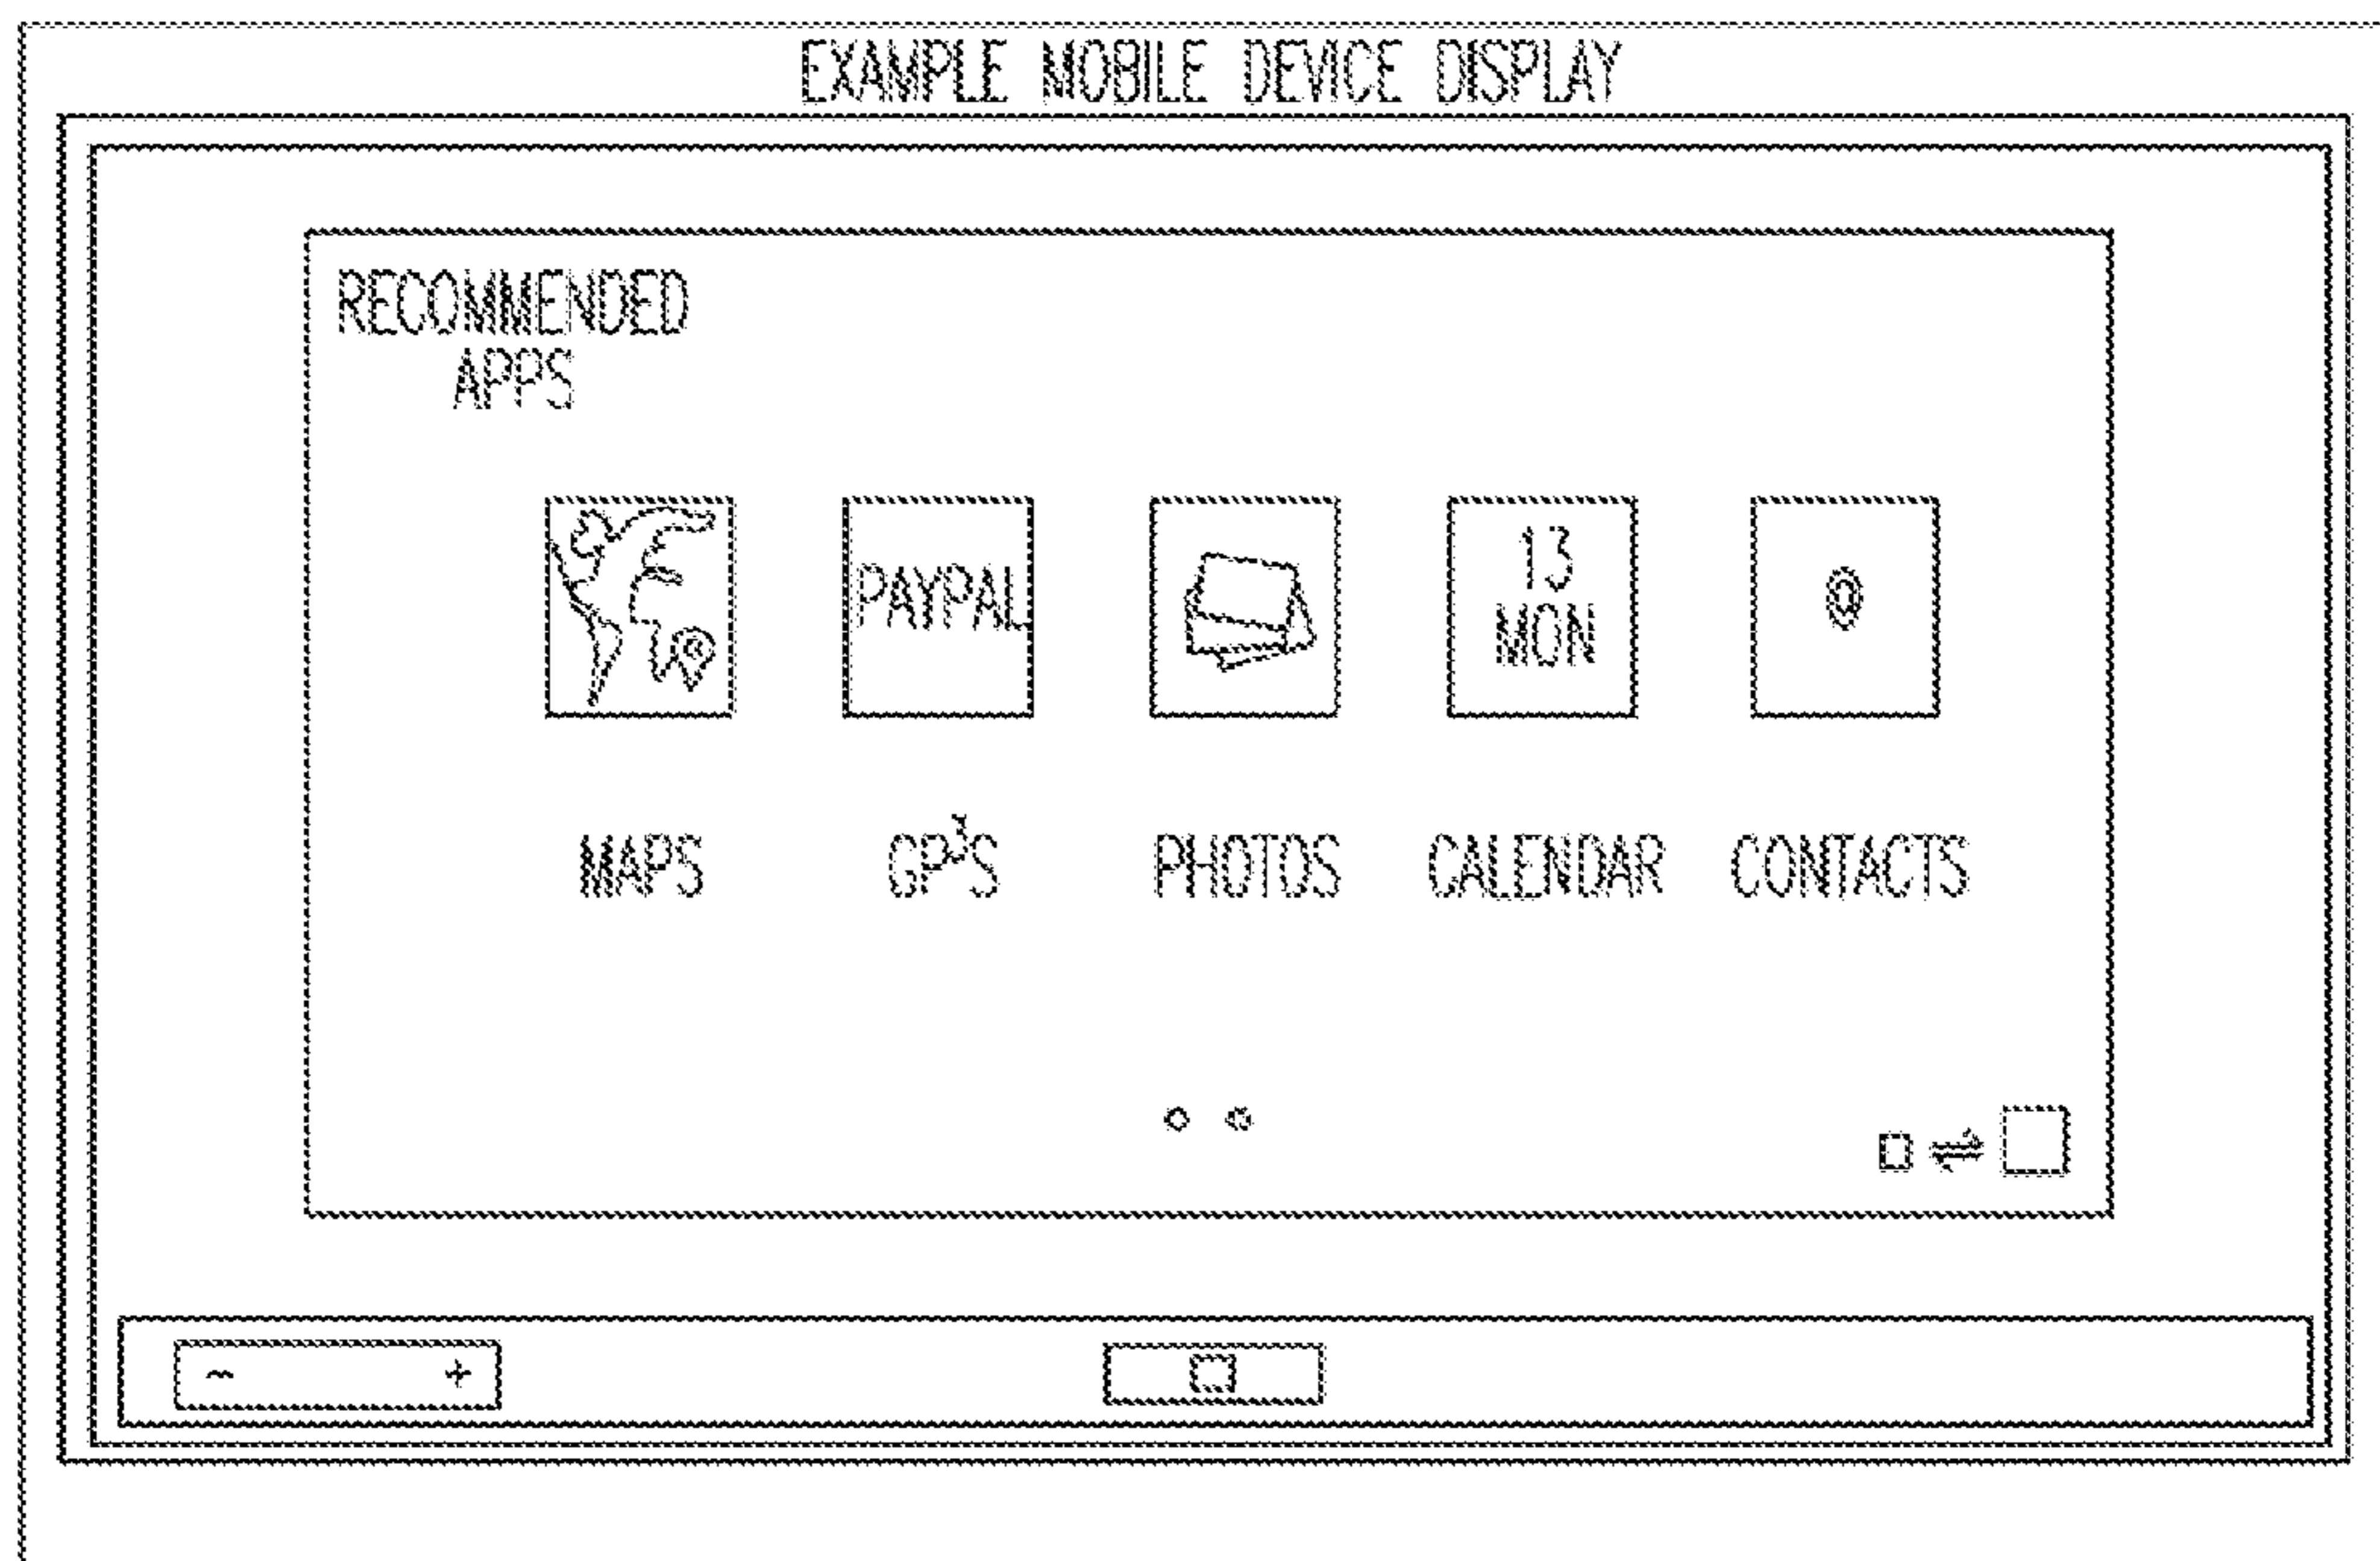 EXAMPLE MOBILE DEVICE DISPLAY
RECOMMENDED
APPS
PAYPAL
13
MON
MAPS GP³S PHOTOS CALENDAR CONTACTS
- +